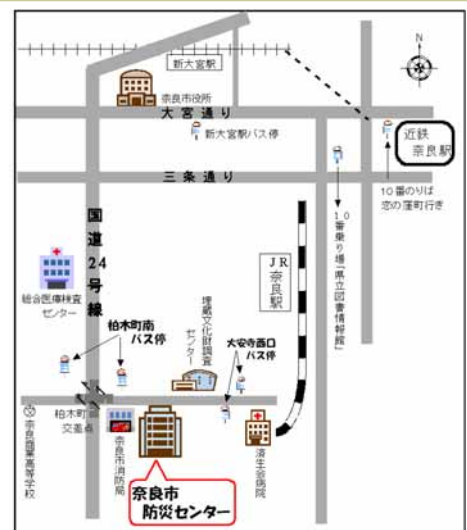 N
新大宮駅
奈良市役所
大宮通り
新大宮駅バス停
近鉄
奈良駅
三条通り
10番のりば
恋の窪町行き
10番乗り場「県立図書情報館」
国道24号線
JR
奈良駅
総合医療検査
センター
柏木町南
バス停
埋蔵文化財調査
センター
大安寺西口
バス停
柏木町
交差点
奈良商業高等学校
奈良市消防局
済生会病院
奈良市
防災センター